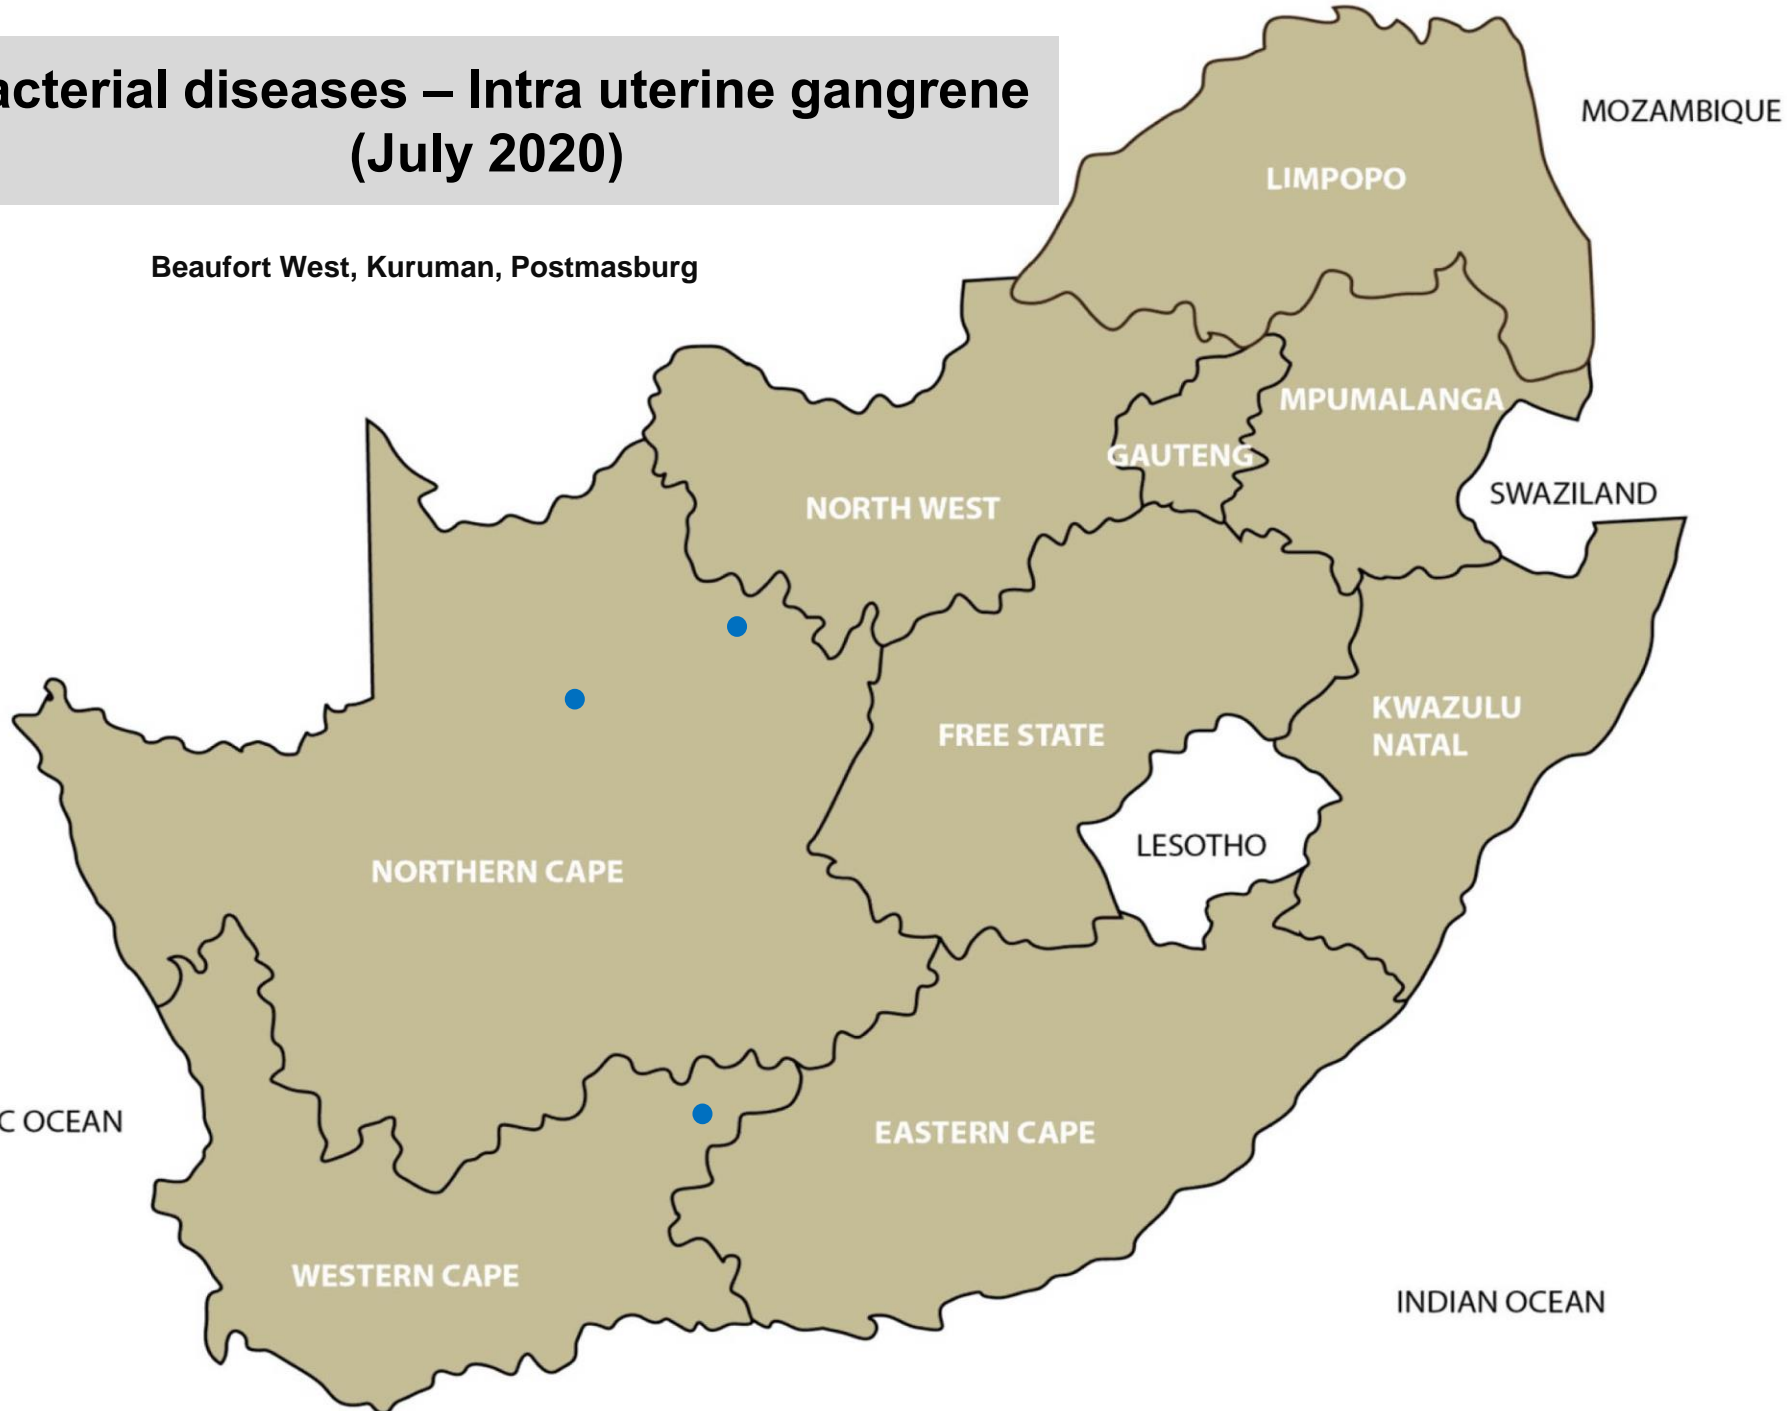 acterial diseases – Intra uterine gangrene
(July 2020)
MOZAMBIQUE
LIMPOPO
Beaufort West, Kuruman, Postmasburg
MPUMALANGA
GAUTENG
SWAZILAND
NORTH WEST
KWAZULU
NATAL
FREE STATE
LESOTHO
NORTHERN CAPE
C OCEAN
EASTERN CAPE
WESTERN CAPE
INDIAN OCEAN